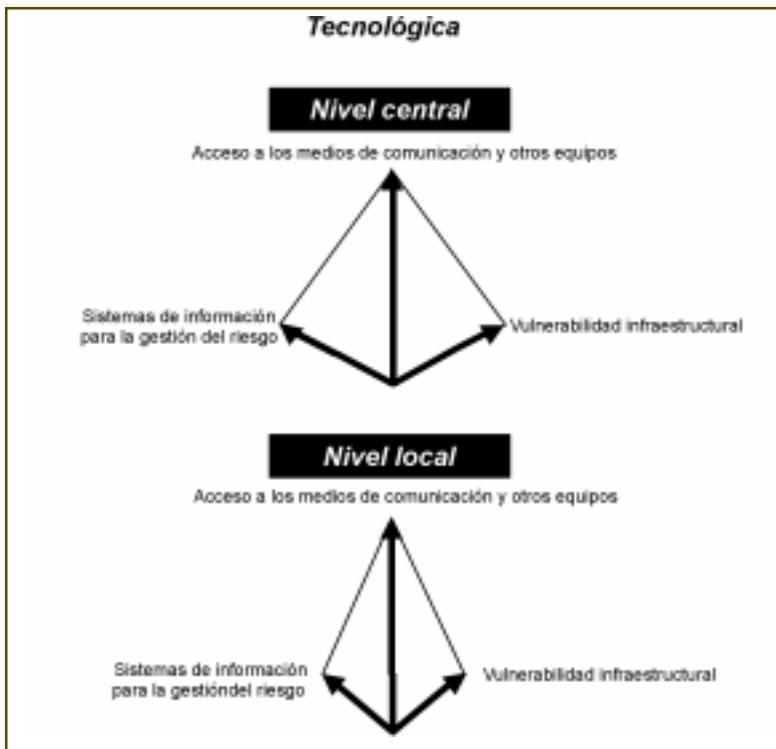 Tecnológica
Nivel central
Acceso a los medios de comunicación y otros equipos
Sistemas de información
para la gestión del riesgo
Vulnerabilidad infraestructural
Nivel local
Acceso a los medios de comunicación y otros equipos
Sistemas de información
para la gestióndel riesgo
Vulnerabilidad infraestructural